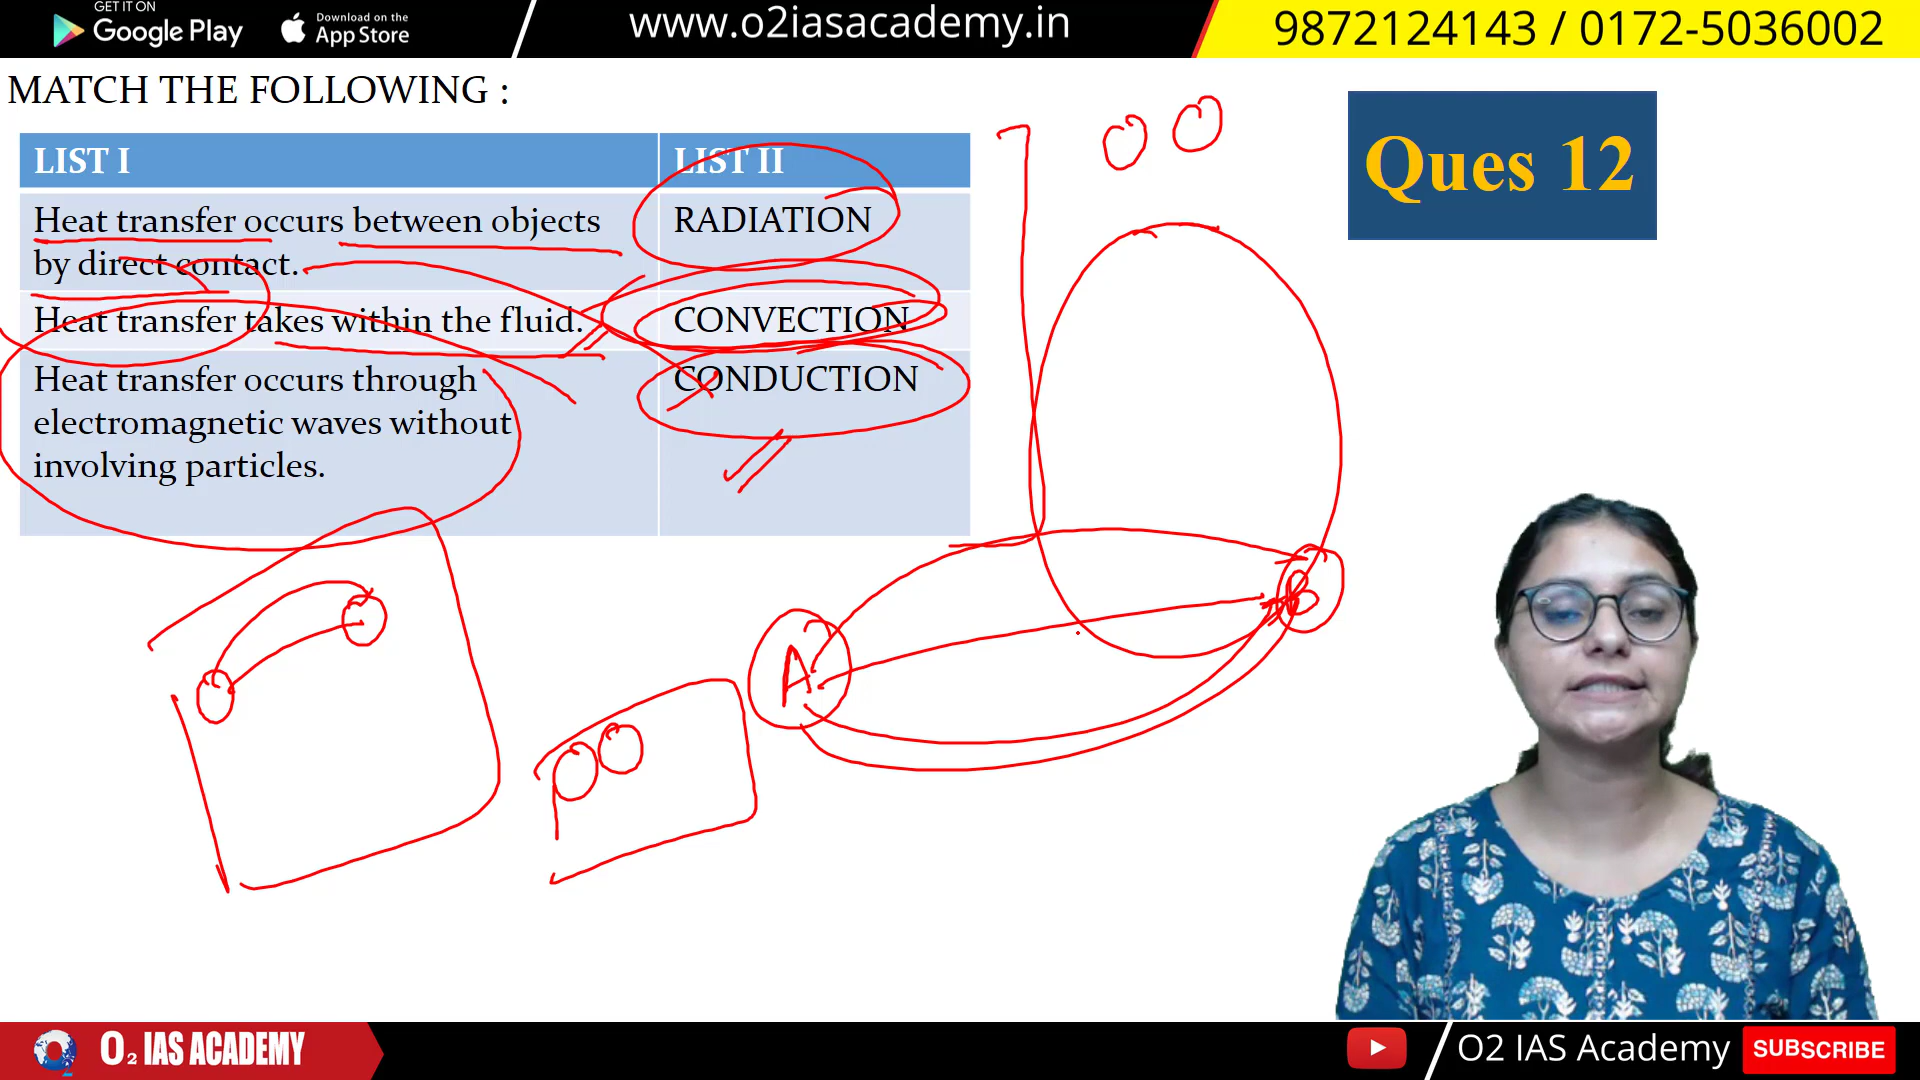 GET IT ON
Google Play
Download on the
App Store
www.o2iasacademy.in
9872124143 / 0172-5036002
MATCH THE FOLLOWING :
Ques 12
LIST I
LIST II
Heat transfer occurs between objects
by direct contact.
RADIATION
Heat transfer takes within the fluid.
CONVECTION
Heat transfer occurs through
electromagnetic waves without
involving particles.
CONDUCTION
A
B
O2 IAS ACADEMY
O2 IAS Academy
SUBSCRIBE